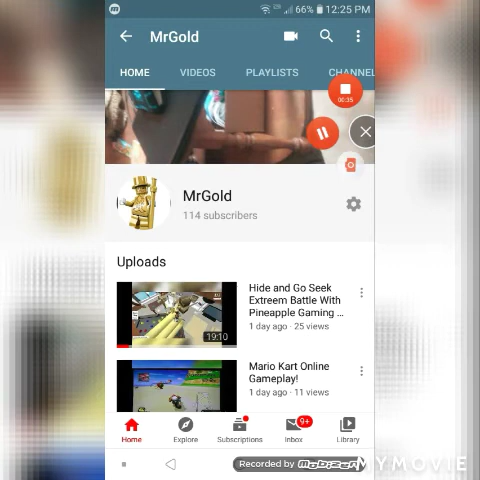 66% 12:25 PM
MrGold
HOME VIDEOS PLAYLISTS CHANNEL
00:35
MrGold
114 subscribers
Uploads
Hide and Go Seek
Extreem Battle With
Pineapple Gaming ...
1 day ago · 25 views
19:10
Mario Kart Online
Gameplay!
1 day ago · 11 views
9+
Home Explore Subscriptions Inbox Library
Recorded by
MYMOVIE